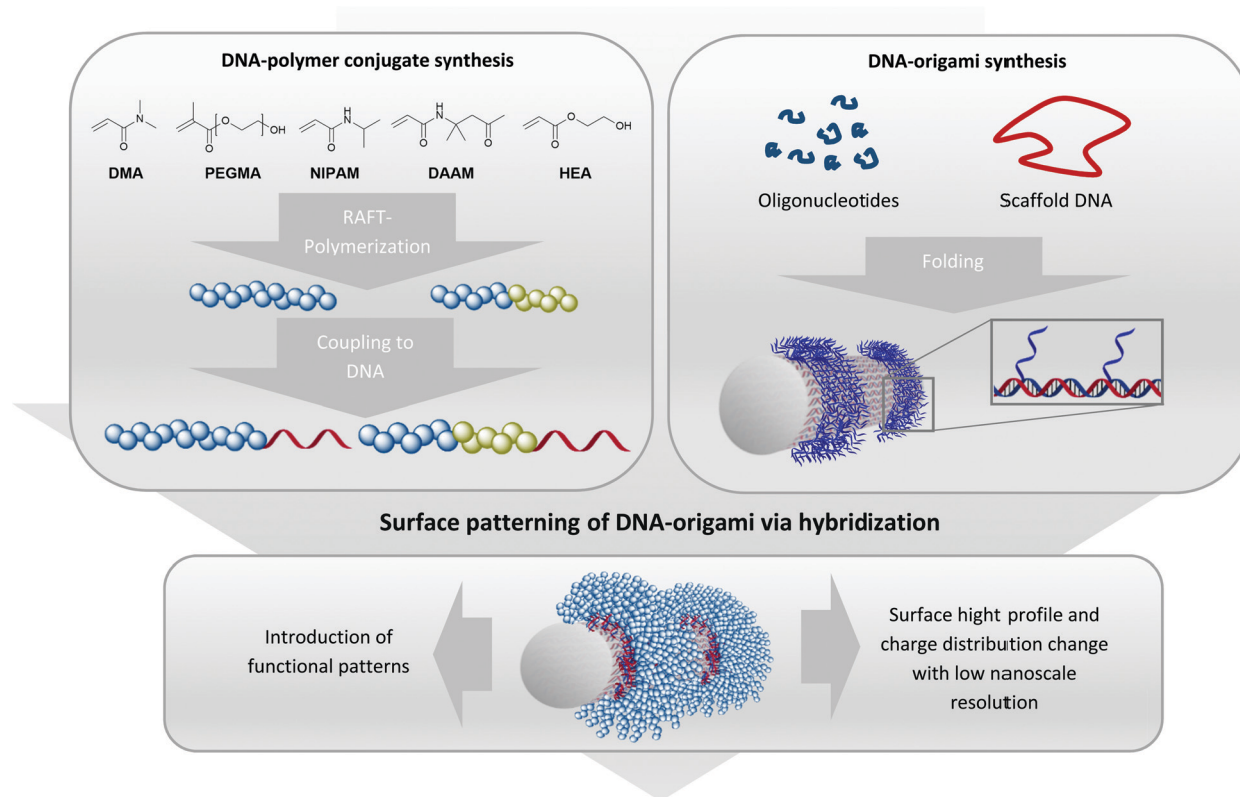 DNA-polymer conjugate synthesis
N
O
O
O
OH
H
N
O
H
N
O
O
O
O
OH
DMA
PEGMA
NIPAM
DAAM
HEA
RAFT-
Polymerization
Coupling to
DNA
DNA-origami synthesis
Oligonucleotides
Scaffold DNA
Folding
Surface patterning of DNA-origami via hybridization
Introduction of
functional patterns
Surface hight profile and
charge distribution change
with low nanoscale
resolution